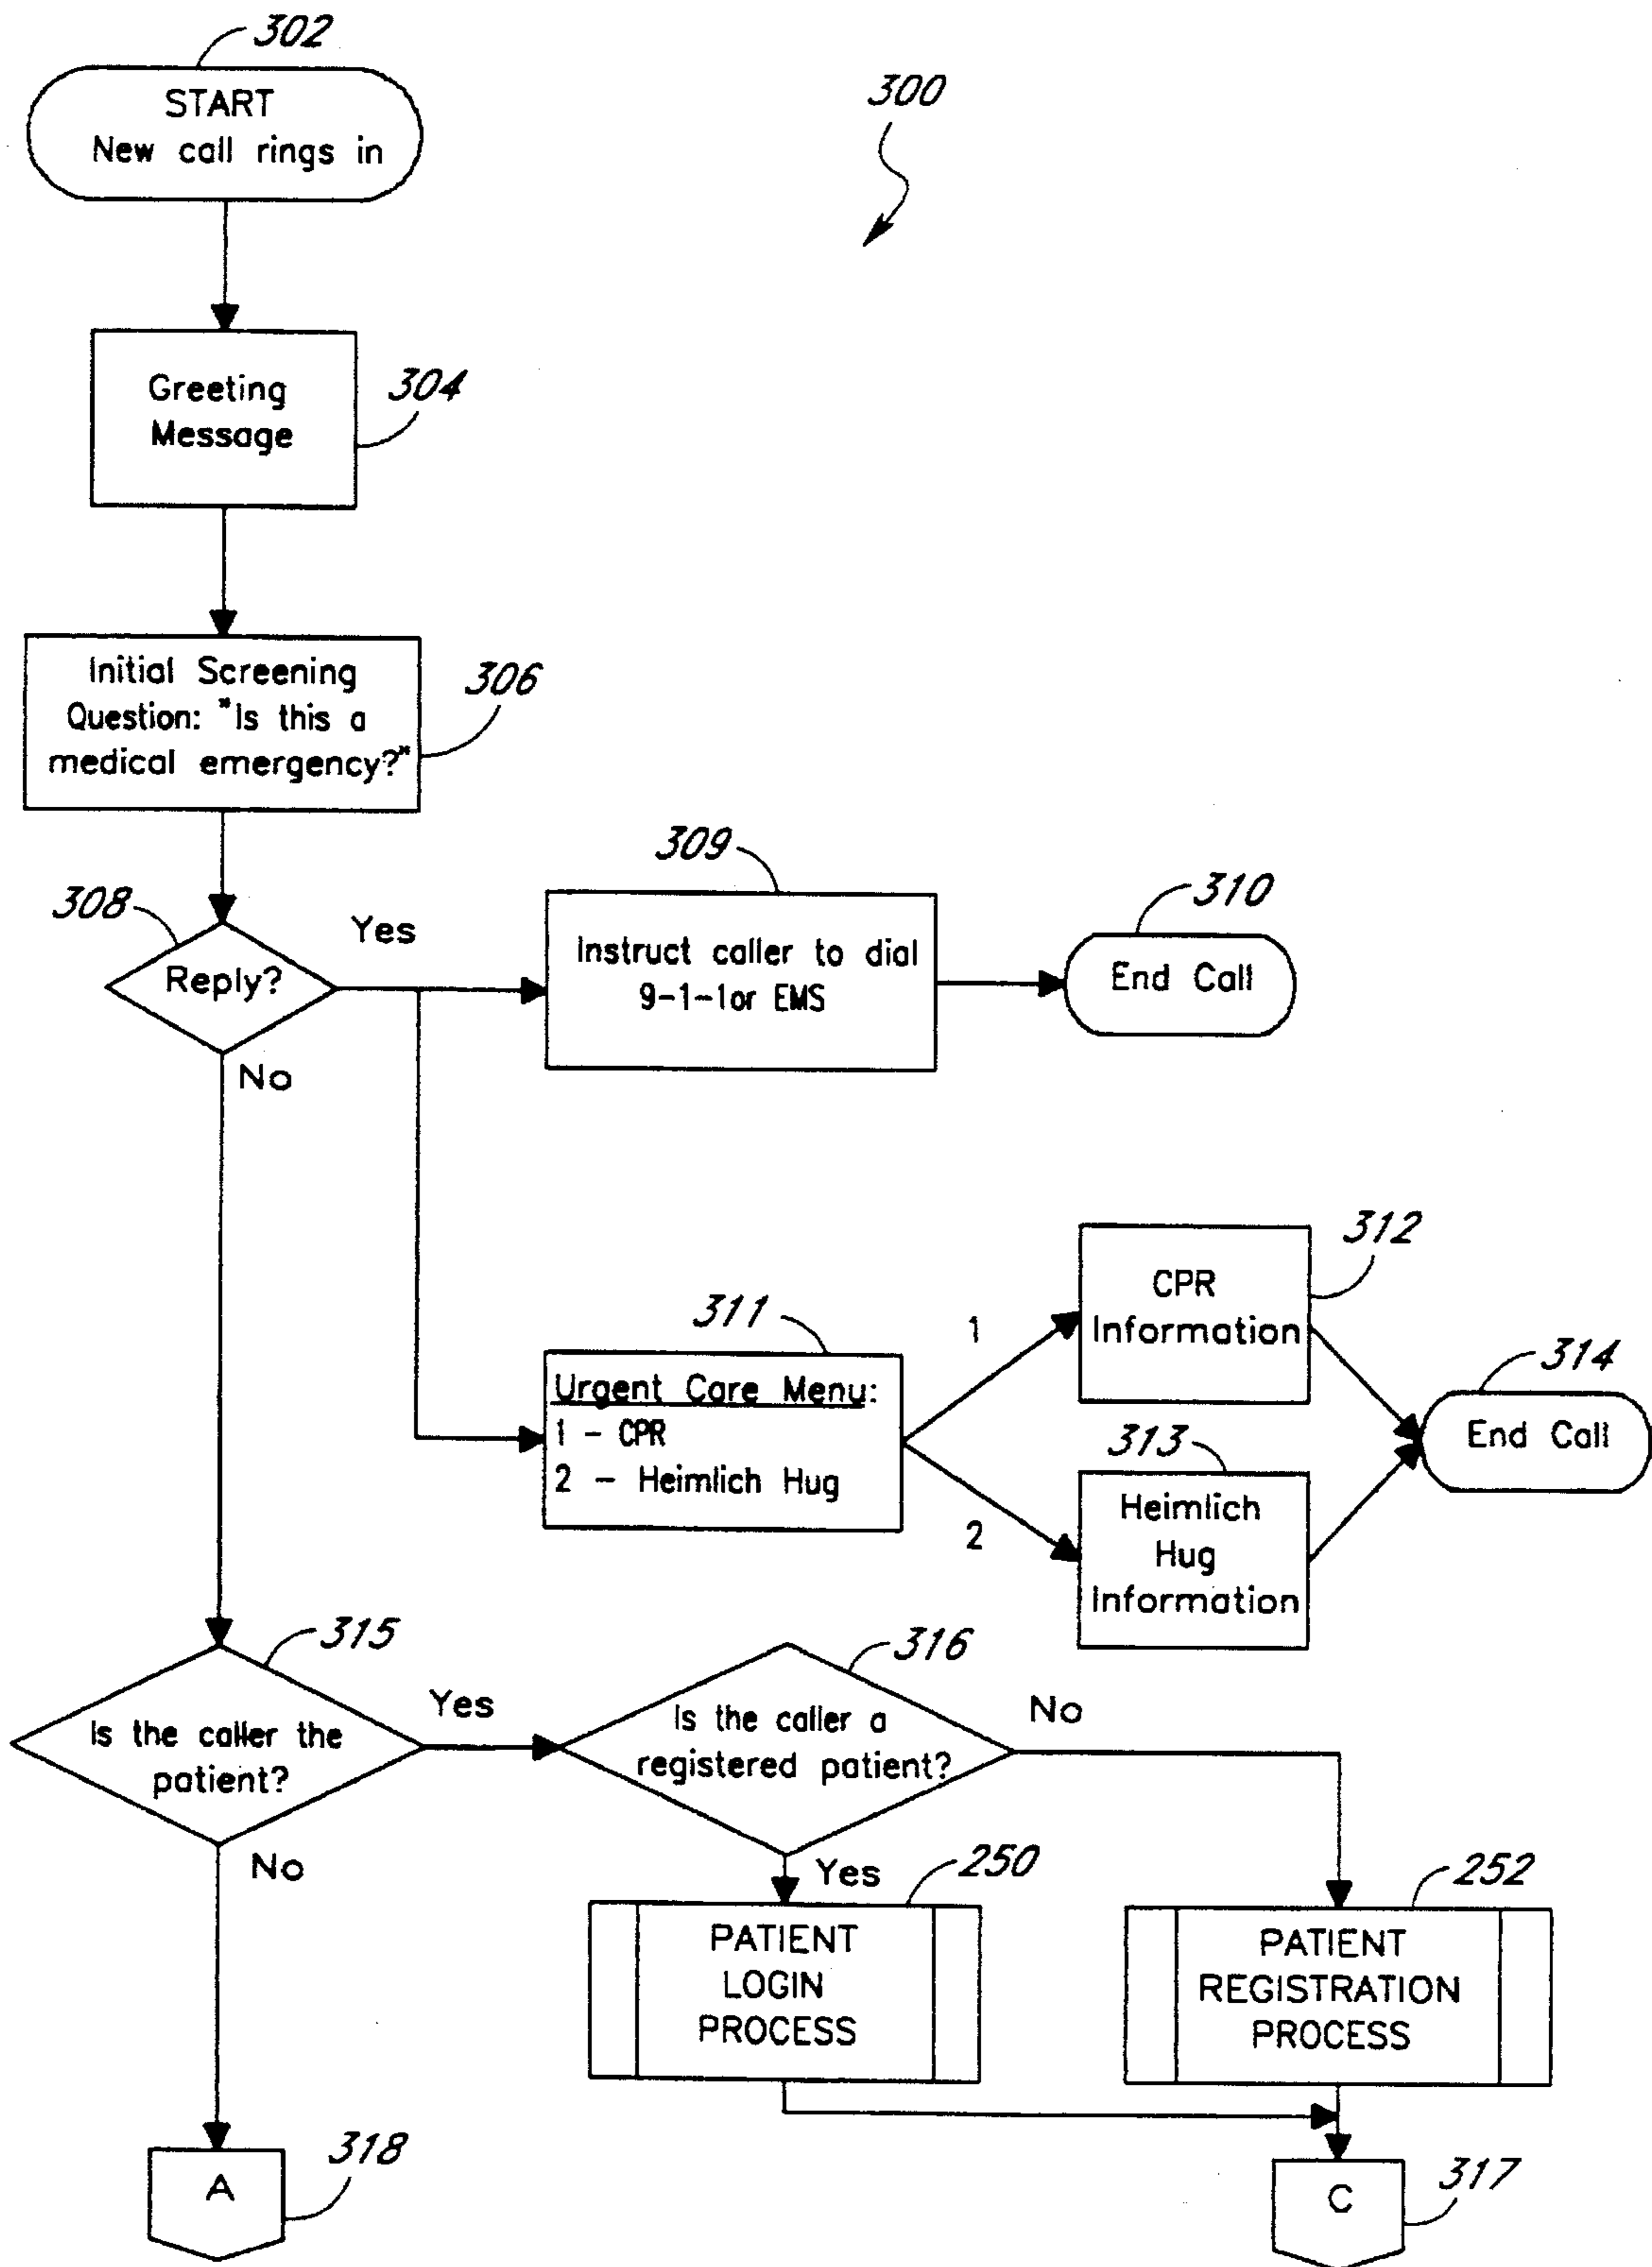 302
START
New call rings in
300
Greeting
Message
304
Initial Screening
Question: "Is this a
medical emergency?"
306
308
Reply?
Yes
No
309
Instruct caller to dial
9-1-1or EMS
310
End Call
311
Urgent Care Menu:
1 - CPR
2 - Heimlich Hug
1
2
312
CPR
Information
313
Heimlich
Hug
Information
314
End Call
315
Is the caller the
patient?
Yes
No
316
Is the caller a
registered patient?
No
Yes
250
PATIENT
LOGIN
PROCESS
252
PATIENT
REGISTRATION
PROCESS
A
318
C
317